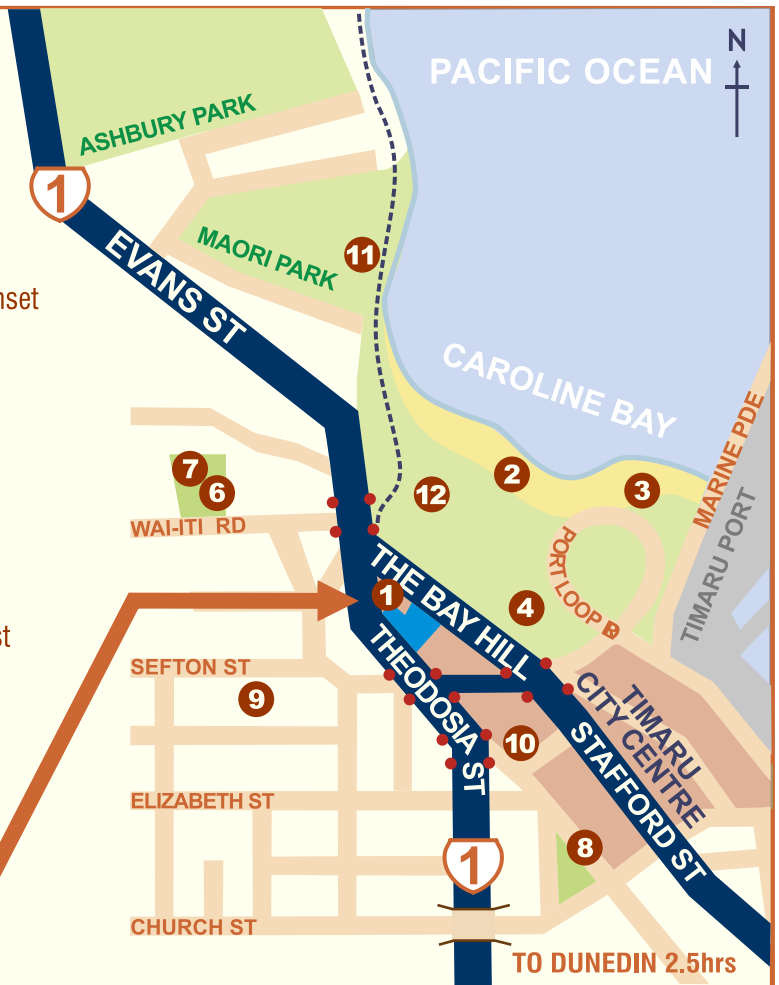 N
PACIFIC OCEAN
ASHBURY PARK
1
MAORI PARK
11
EVANS ST
nset
CAROLINE BAY
MARINE PDE
TIMARU PORT
7
6
2
3
12
WAI-ITI RD
PORT LOOP RD
1
THE BAY HILL
4
st
THEODOSIA ST
SEFTON ST
9
TIMARU
CITY CENTRE
10
STAFFORD ST
ELIZABETH ST
8
1
CHURCH ST
TO DUNEDIN 2.5hrs